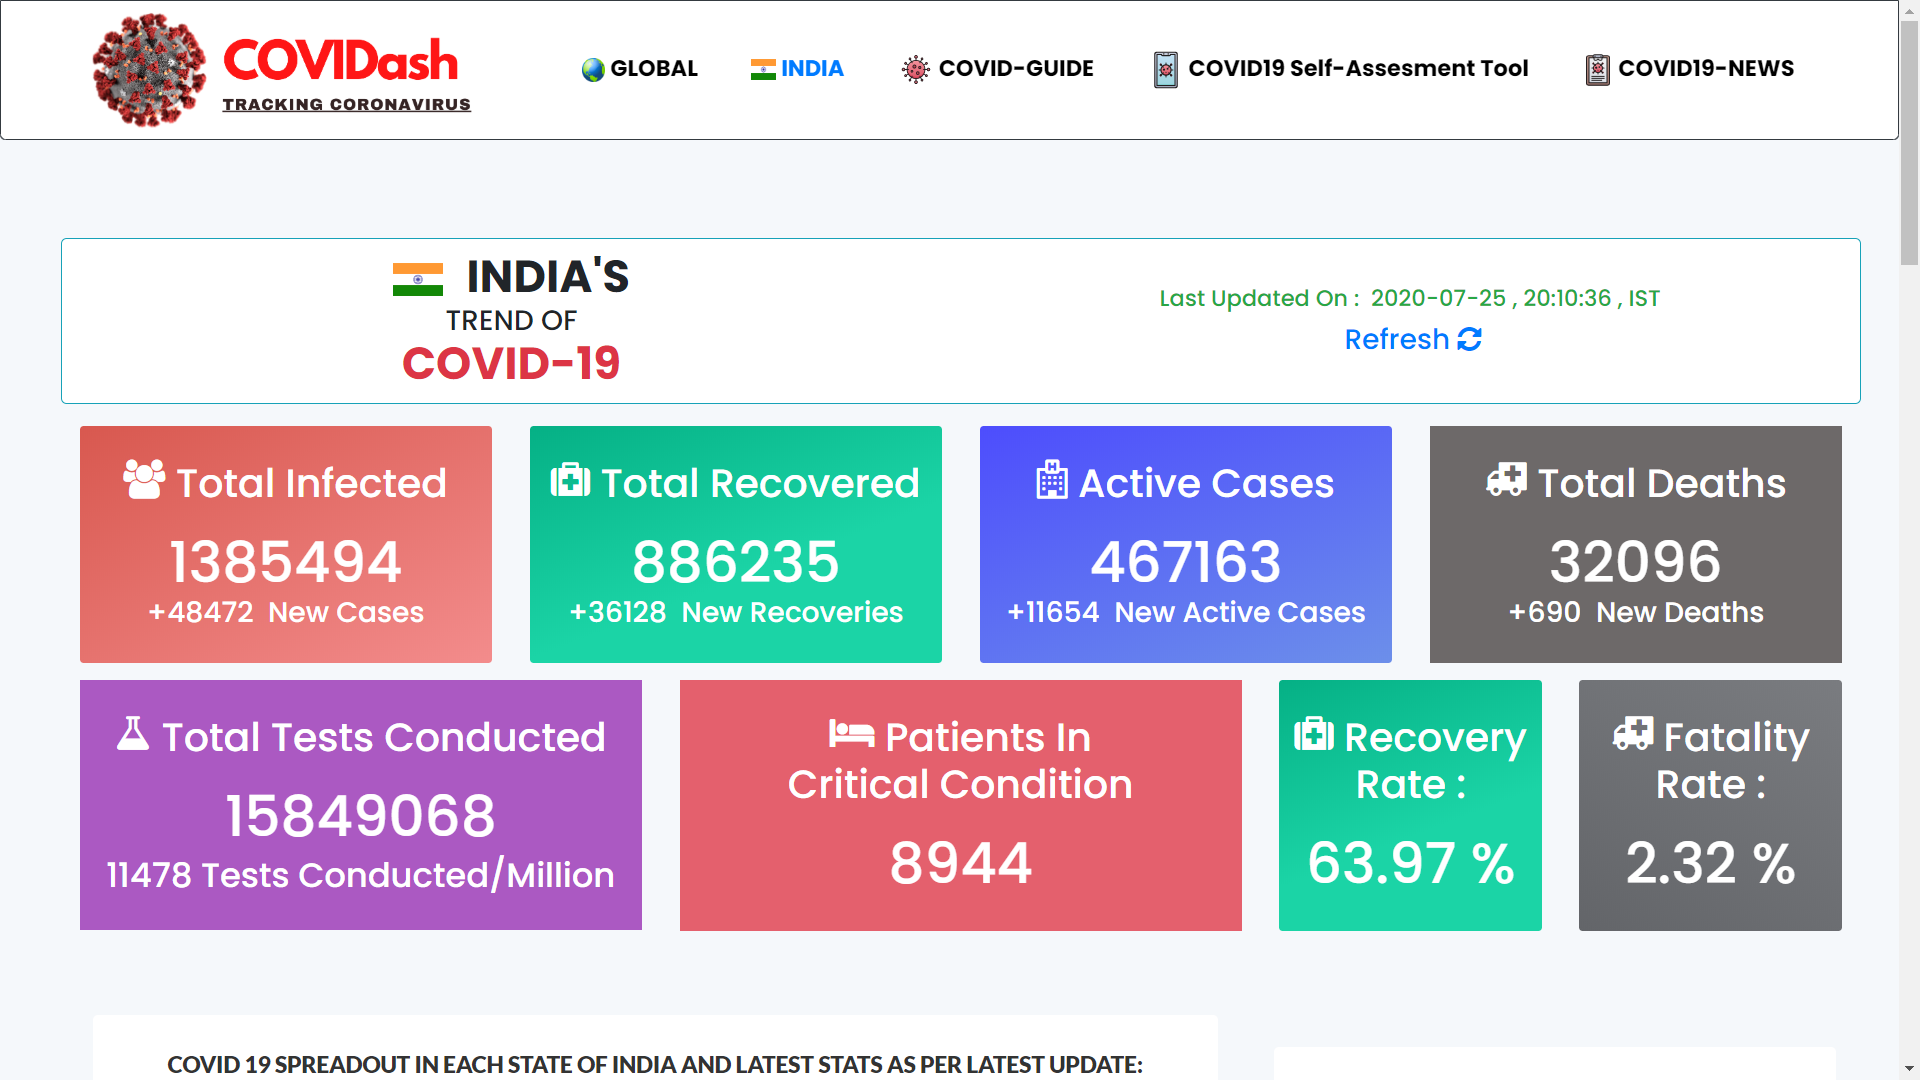 COVIDash
TRACKING CORONAVIRUS
GLOBAL
INDIA
COVID-GUIDE
COVID19 Self-Assesment Tool
COVID19-NEWS
INDIA'S
TREND OF
COVID-19
Last Updated On : 2020-07-25 , 20:10:36 , IST
Refresh
Total Infected
1385494
+48472 New Cases
Total Recovered
886235
+36128 New Recoveries
Active Cases
467163
+11654 New Active Cases
Total Deaths
32096
+690 New Deaths
Total Tests Conducted
15849068
11478 Tests Conducted/Million
Patients In
Critical Condition
8944
Recovery
Rate :
63.97 %
Fatality
Rate :
2.32 %
COVID 19 SPREADOUT IN EACH STATE OF INDIA AND LATEST STATS AS PER LATEST UPDATE: